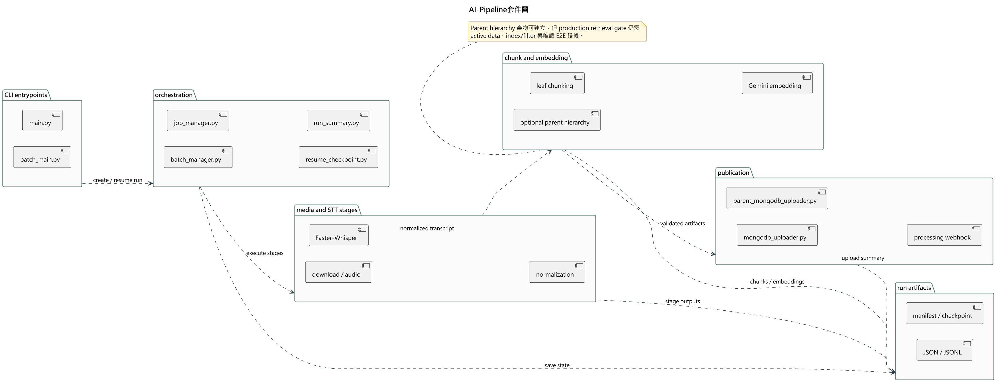 AI-Pipeline套件圖
Parent hierarchy 產物可建立，但 production retrieval gate 仍需
active data、index/filter 與唯讀 E2E 證據。
chunk and embedding
leaf chunking
Gemini embedding
optional parent hierarchy
CLI entrypoints
main.py
batch_main.py
create / resume run
orchestration
job_manager.py
run_summary.py
batch_manager.py
resume_checkpoint.py
media and STT stages
normalized transcript
Faster-Whisper
download / audio
normalization
execute stages
validated artifacts
publication
parent_mongodb_uploader.py
mongodb_uploader.py
processing webhook
upload summary
chunks / embeddings
stage outputs
save state
run artifacts
manifest / checkpoint
JSON / JSONL